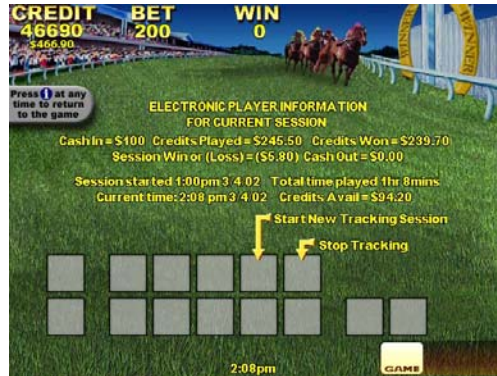 CREDIT BET WIN
46690 200 0
$466.90
WINNER
WINNER
Press 1 at any
time to return
to the game
ELECTRONIC PLAYER INFORMATION
FOR CURRENT SESSION
Cash In = $100 Credits Played = $245.50 Credits Won = $239.70
Session Win or (Loss) = ($5.80) Cash Out = $0.00
Session started 1:00pm 3/4/02 Total time played 1hr 8mins
Current time: 2:08 pm 3/4/02 Credits Avail = $94.20
Start New Tracking Session
Stop Tracking
2:08pm
GAME